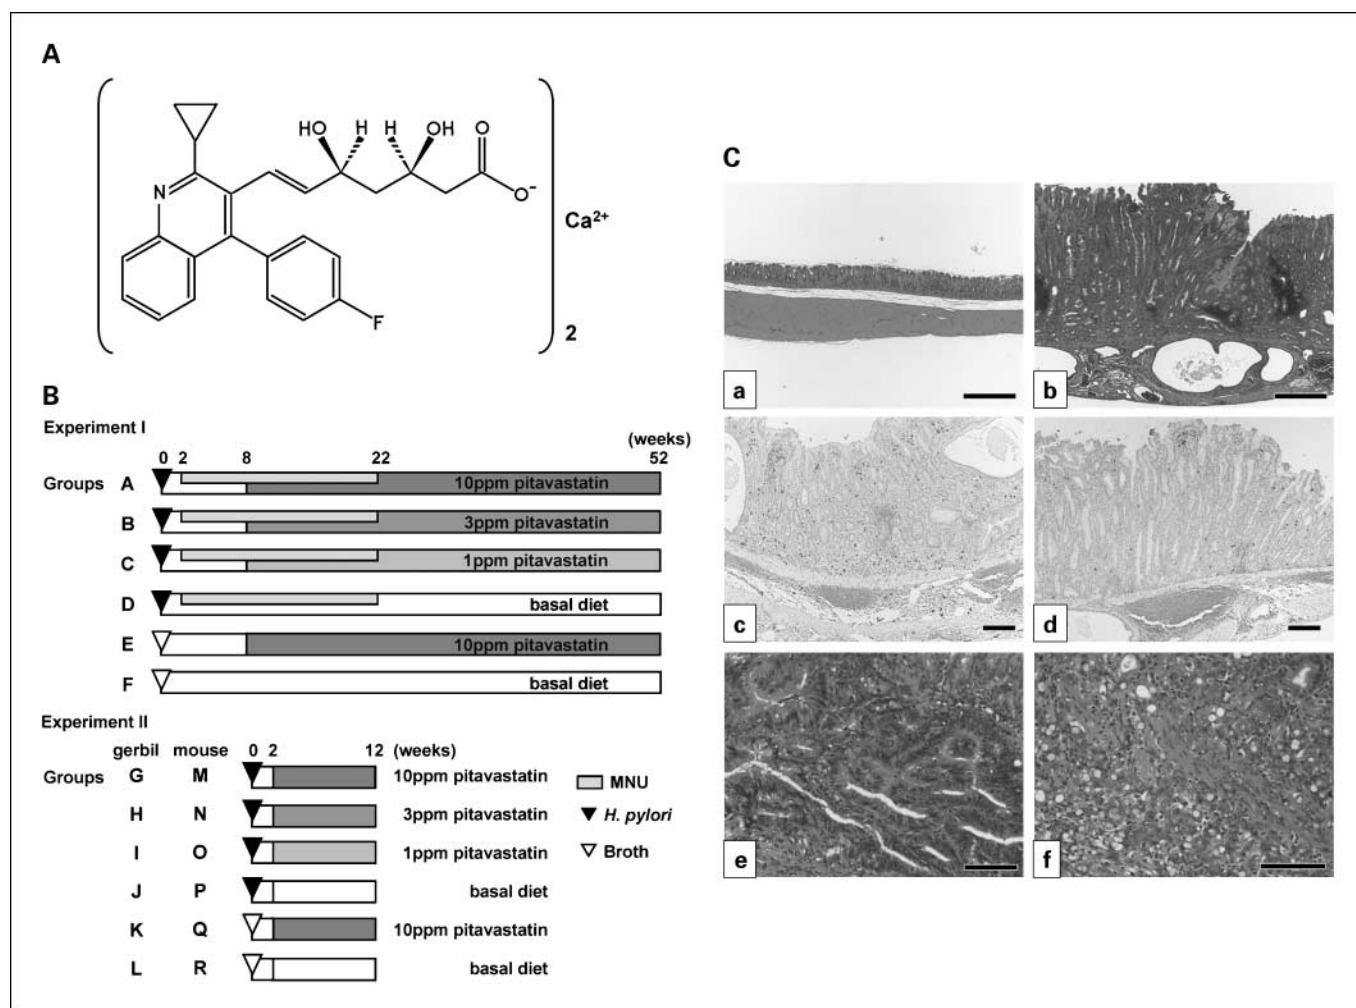 A
HO H H OH O
N
O-
F
Ca2+
2
B
Experiment I
(weeks)
0 2 8 22 52
Groups A 10ppm pitavastatin
B 3ppm pitavastatin
C 1ppm pitavastatin
D basal diet
E 10ppm pitavastatin
F basal diet
Experiment II
gerbil mouse 0 2 12 (weeks)
Groups G M 10ppm pitavastatin
H N 3ppm pitavastatin
I O 1ppm pitavastatin
J P basal diet
K Q 10ppm pitavastatin
L R basal diet
MNU
H. pylori
Broth
C
a
b
c
d
e
f